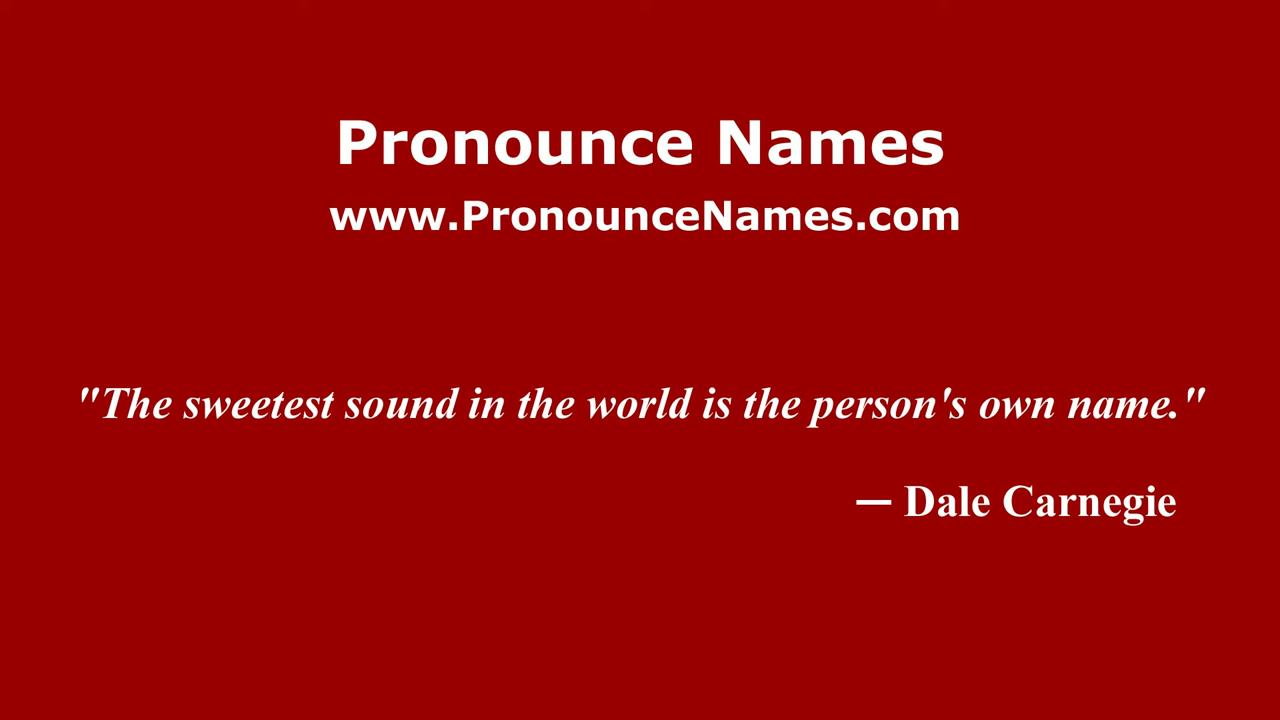 Pronounce Names
www.PronounceNames.com
"The sweetest sound in the world is the person's own name."
— Dale Carnegie